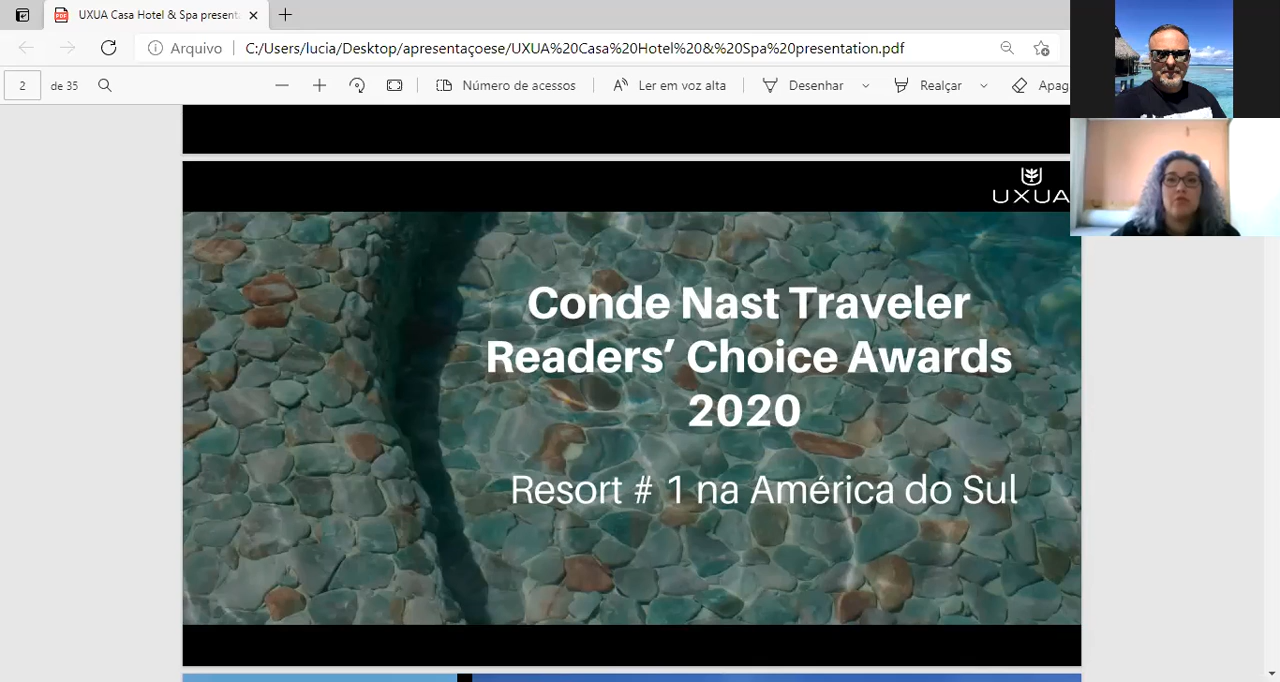 UXUA Casa Hotel & Spa present
Arquivo
C:/Users/lucia/Desktop/apresentaçoese/UXUA%20Casa%20Hotel%20&%20Spa%20presentation.pdf
2
de 35
Número de acessos
Ler em voz alta
Desenhar
Realçar
Apag
UXUA
Conde Nast Traveler
Readers’ Choice Awards
2020
Resort # 1 na América do Sul